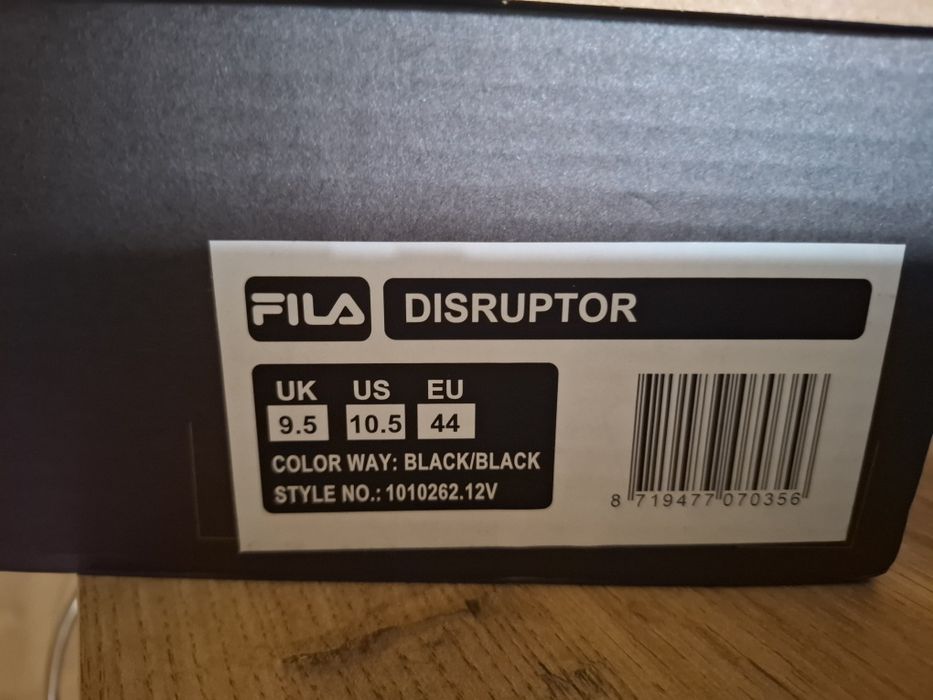 FILA DISRUPTOR
UK US EU
9.5 10.5 44
COLOR WAY: BLACK/BLACK
STYLE NO.: 1010262.12V
8 719477 070356